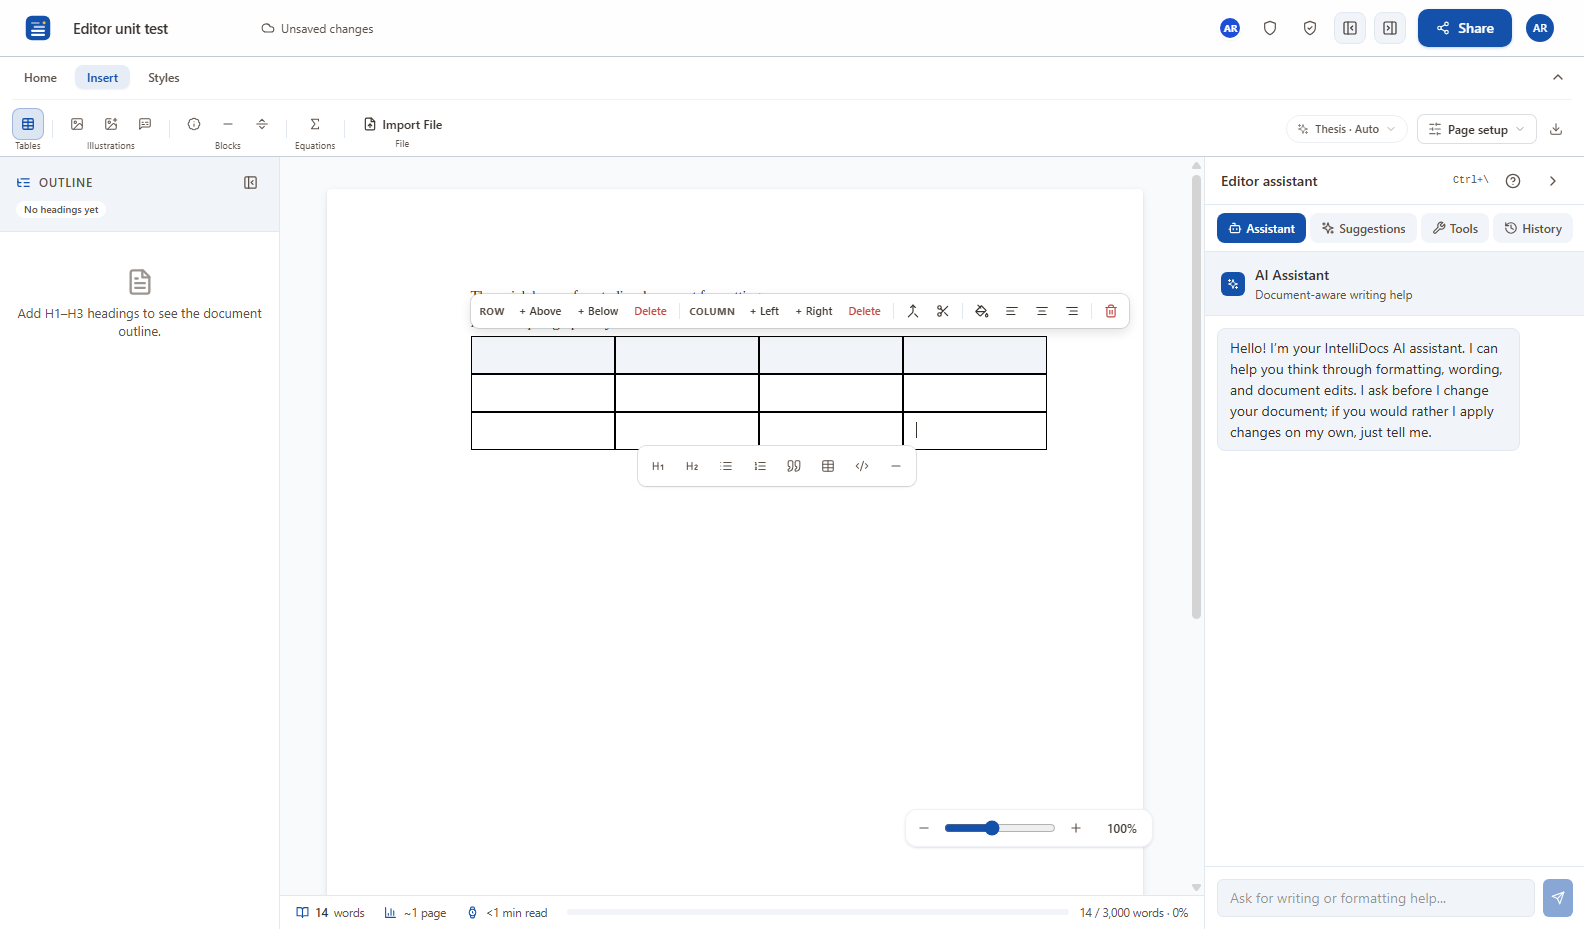 Editor unit test
Unsaved changes
AR
Share
AR
Home
Insert
Styles
Tables
Illustrations
Blocks
Equations
Import File
File
Thesis · Auto
Page setup
OUTLINE
No headings yet
Add H1–H3 headings to see the document
outline.
ROW
+ Above
+ Below
Delete
COLUMN
+ Left
+ Right
Delete
H1
H2
100%
14 words
~1 page
<1 min read
14 / 3,000 words · 0%
Editor assistant
Ctrl+\
Assistant
Suggestions
Tools
History
AI Assistant
Document-aware writing help
Hello! I'm your IntelliDocs AI assistant. I can
help you think through formatting, wording,
and document edits. I ask before I change
your document; if you would rather I apply
changes on my own, just tell me.
Ask for writing or formatting help...